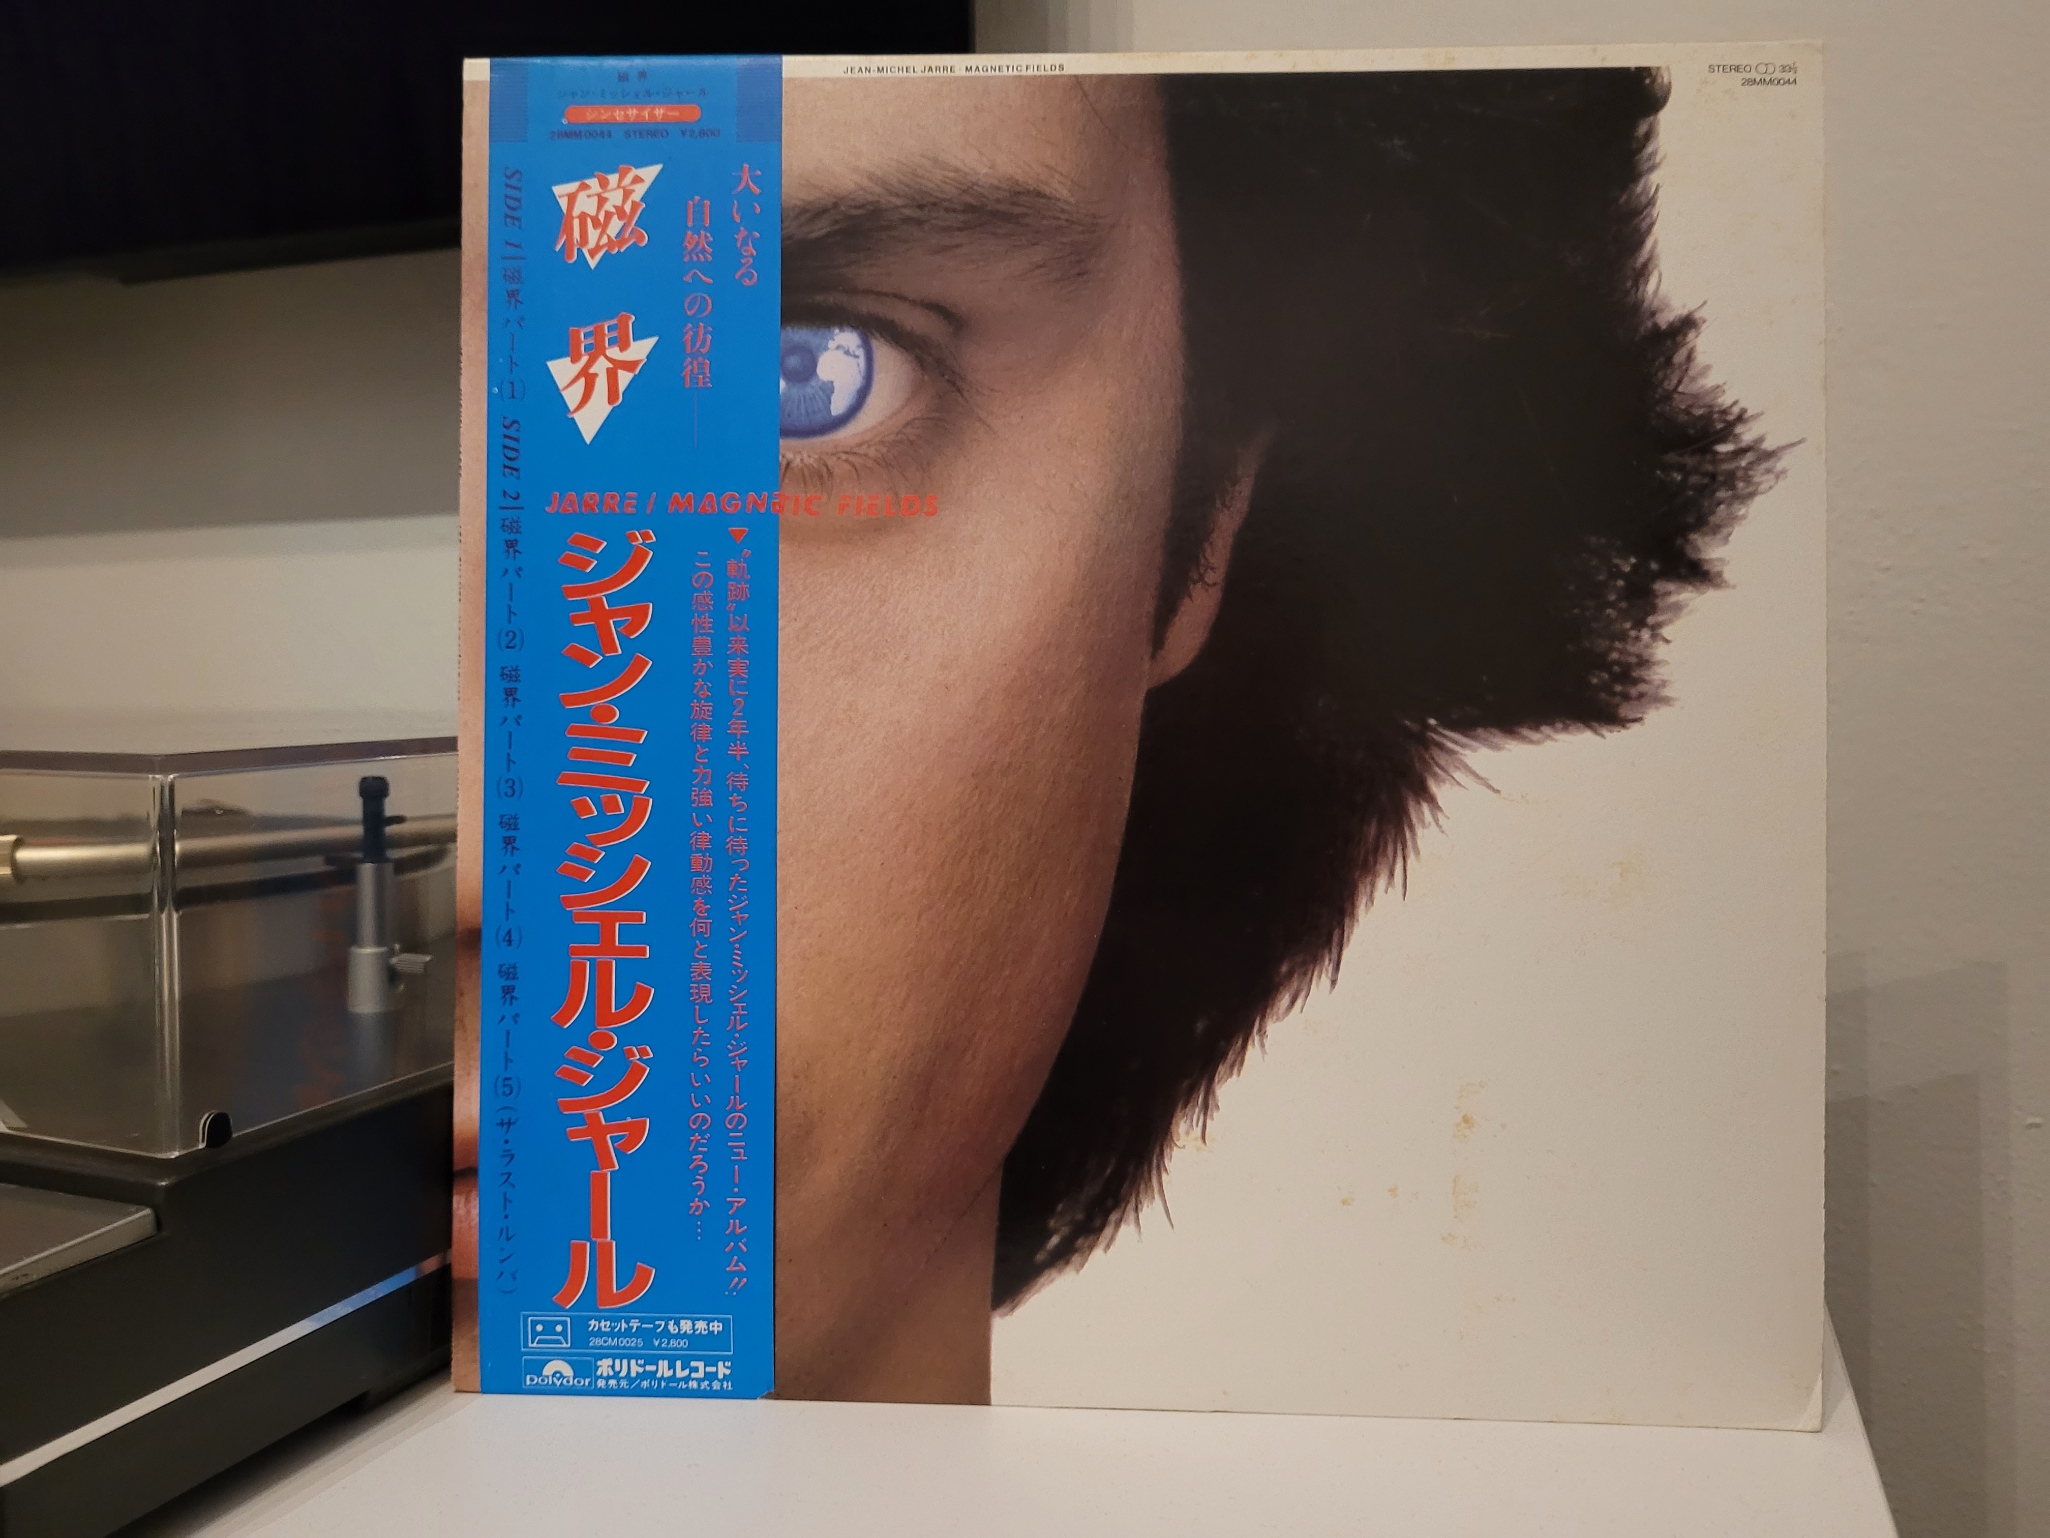 JEAN-MICHEL JARRE · MAGNETIC FIELDS
STEREO 33⅓
28MM0044
磁界
ジャン・ミッシェル・ジャール
シンセサイザー
28MM0044 STEREO ¥2,800
大いなる
自然への彷徨——
磁界
JARRE / MAGNETIC FIELDS
ジャン・ミッシェル・ジャール
▼“軌跡”以来実に2年半、待ちに待ったジャン・ミッシェル・ジャールのニュー・アルバム!!
この感性豊かな旋律と力強い律動感を何と表現したらいいのだろうか…
SIDE 1|磁界パート(1) SIDE 2|磁界パート(2) 磁界パート(3) 磁界パート(4) 磁界パート(5)(ザ・ラスト・ルンバ)
カセットテープも発売中
28CM0025 ¥2,800
polydor ポリドールレコード
発売元／ポリドール株式会社